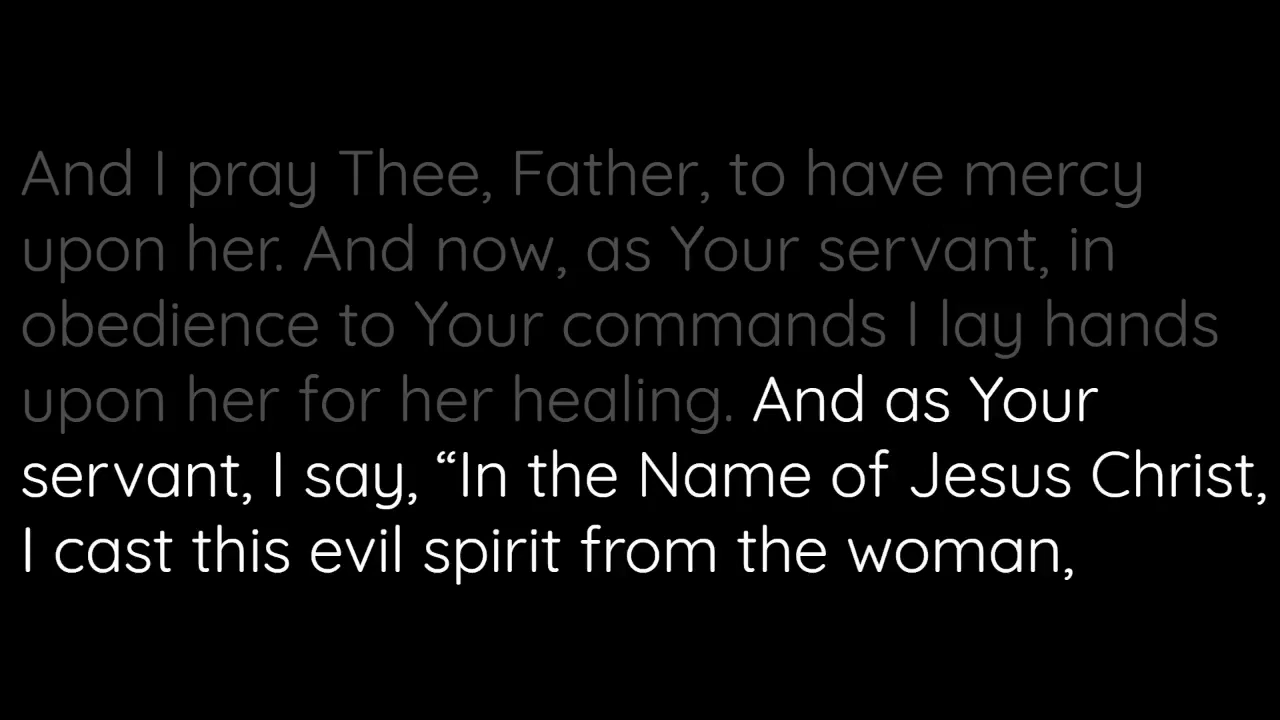 And I pray Thee, Father, to have mercy
upon her. And now, as Your servant, in
obedience to Your commands I lay hands
upon her for her healing. And as Your
servant, I say, “In the Name of Jesus Christ,
I cast this evil spirit from the woman,